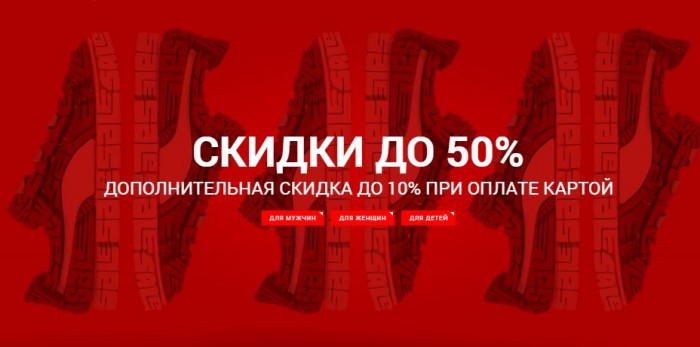 СКИДКИ ДО 50%
ДОПОЛНИТЕЛЬНАЯ СКИДКА ДО 10% ПРИ ОПЛАТЕ КАРТОЙ
ДЛЯ МУЖЧИН ДЛЯ ЖЕНЩИН ДЛЯ ДЕТЕЙ